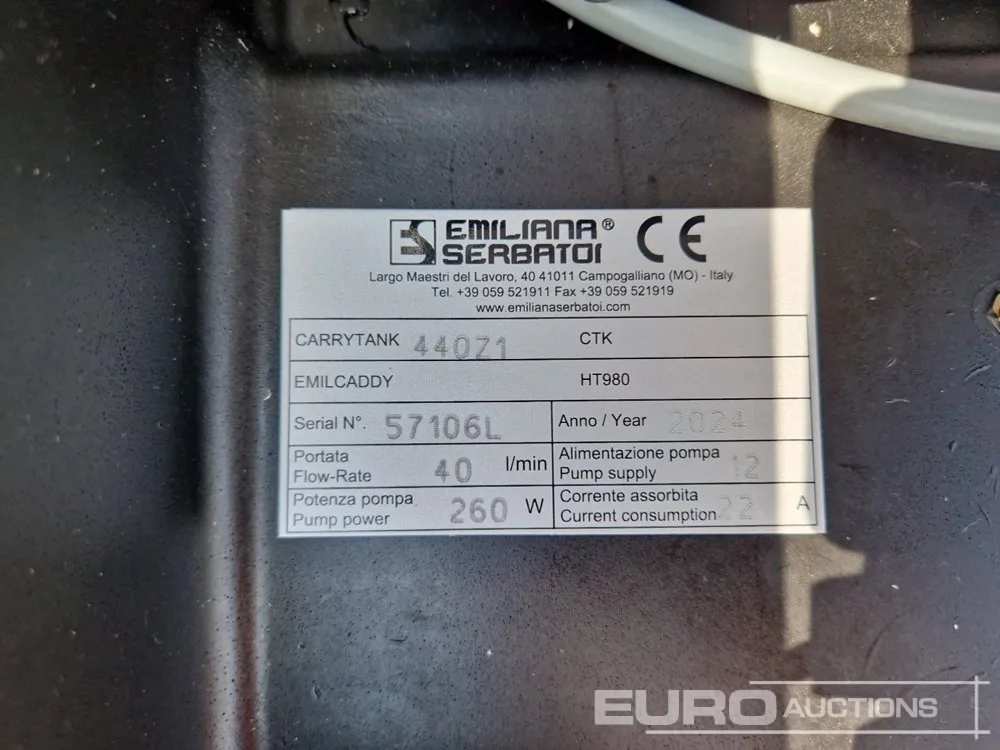 EMILIANA®
SERBATOI
CE
Largo Maestri del Lavoro, 40 41011 Campogalliano (MO) - Italy
Tel. +39 059 521911 Fax +39 059 521919
www.emilianaserbatoi.com
CARRYTANK 440Z1 CTK
EMILCADDY HT980
Serial N°. 57106L Anno / Year 2024
Portata
Flow-Rate 40 l/min
Alimentazione pompa
Pump supply 12
Potenza pompa
Pump power 260 W
Corrente assorbita
Current consumption 22 A
EURO AUCTIONS